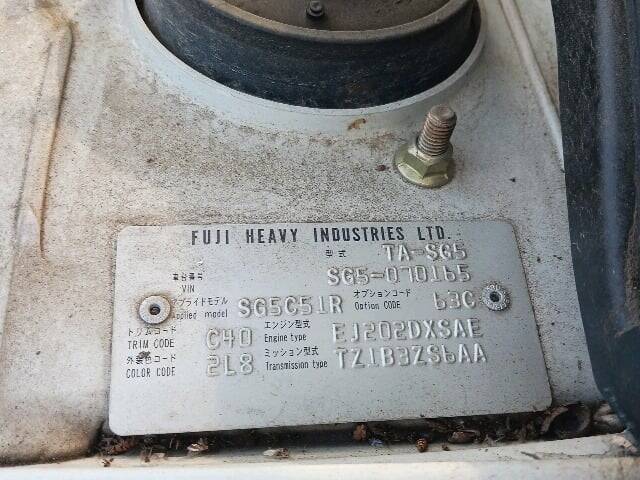 FUJI HEAVY INDUSTRIES LTD.
型式 TA-SG5
車台番号
VIN SG5-070165
アプライドモデル オプションコード
Applied model SG5C51R Option CODE 63C
トリムコード エンジン型式
TRIM CODE C40 Engine type EJ202DXSAE
外装色コード ミッション型式
COLOR CODE 2L8 Transmission type TZ1B3ZS6AA